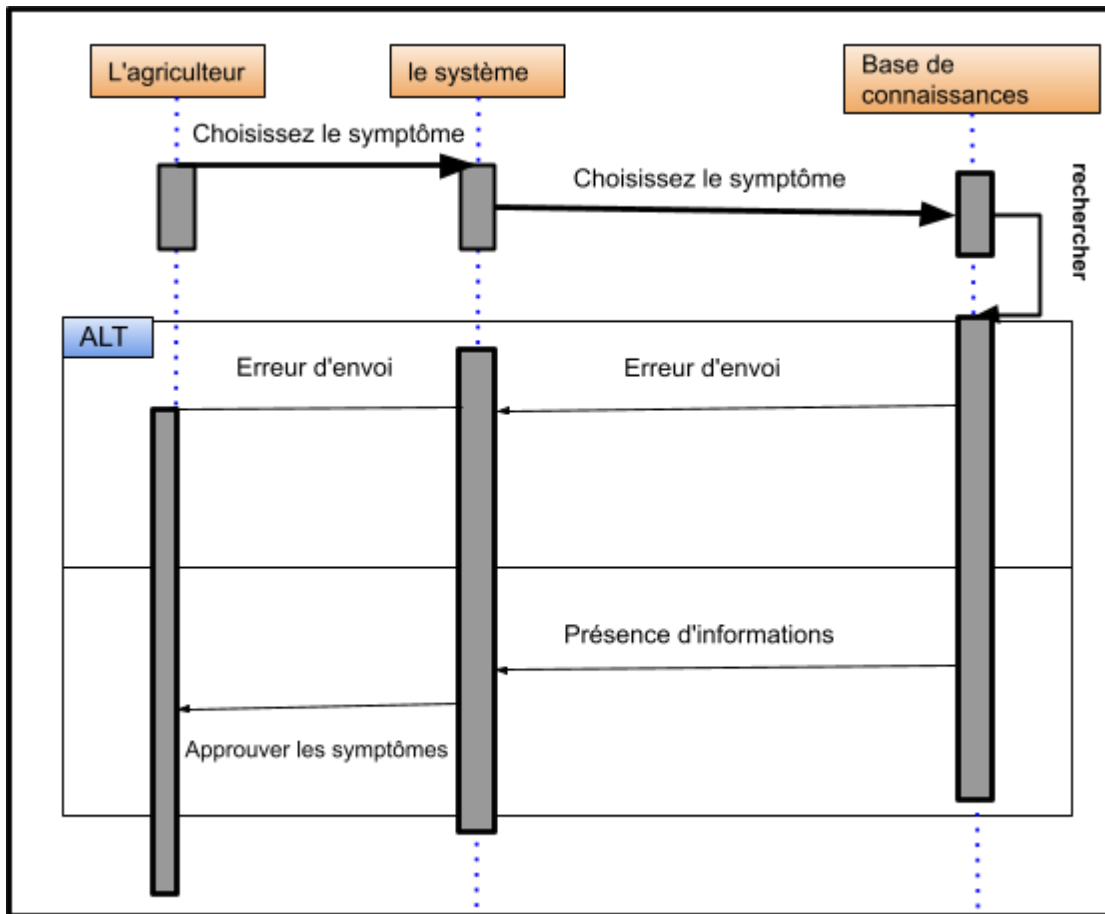 L'agriculteur
le système
Base de
connaissances
Choisissez le symptôme
Choisissez le symptôme
rechercher
ALT
Erreur d'envoi
Erreur d'envoi
Présence d'informations
Approuver les symptômes